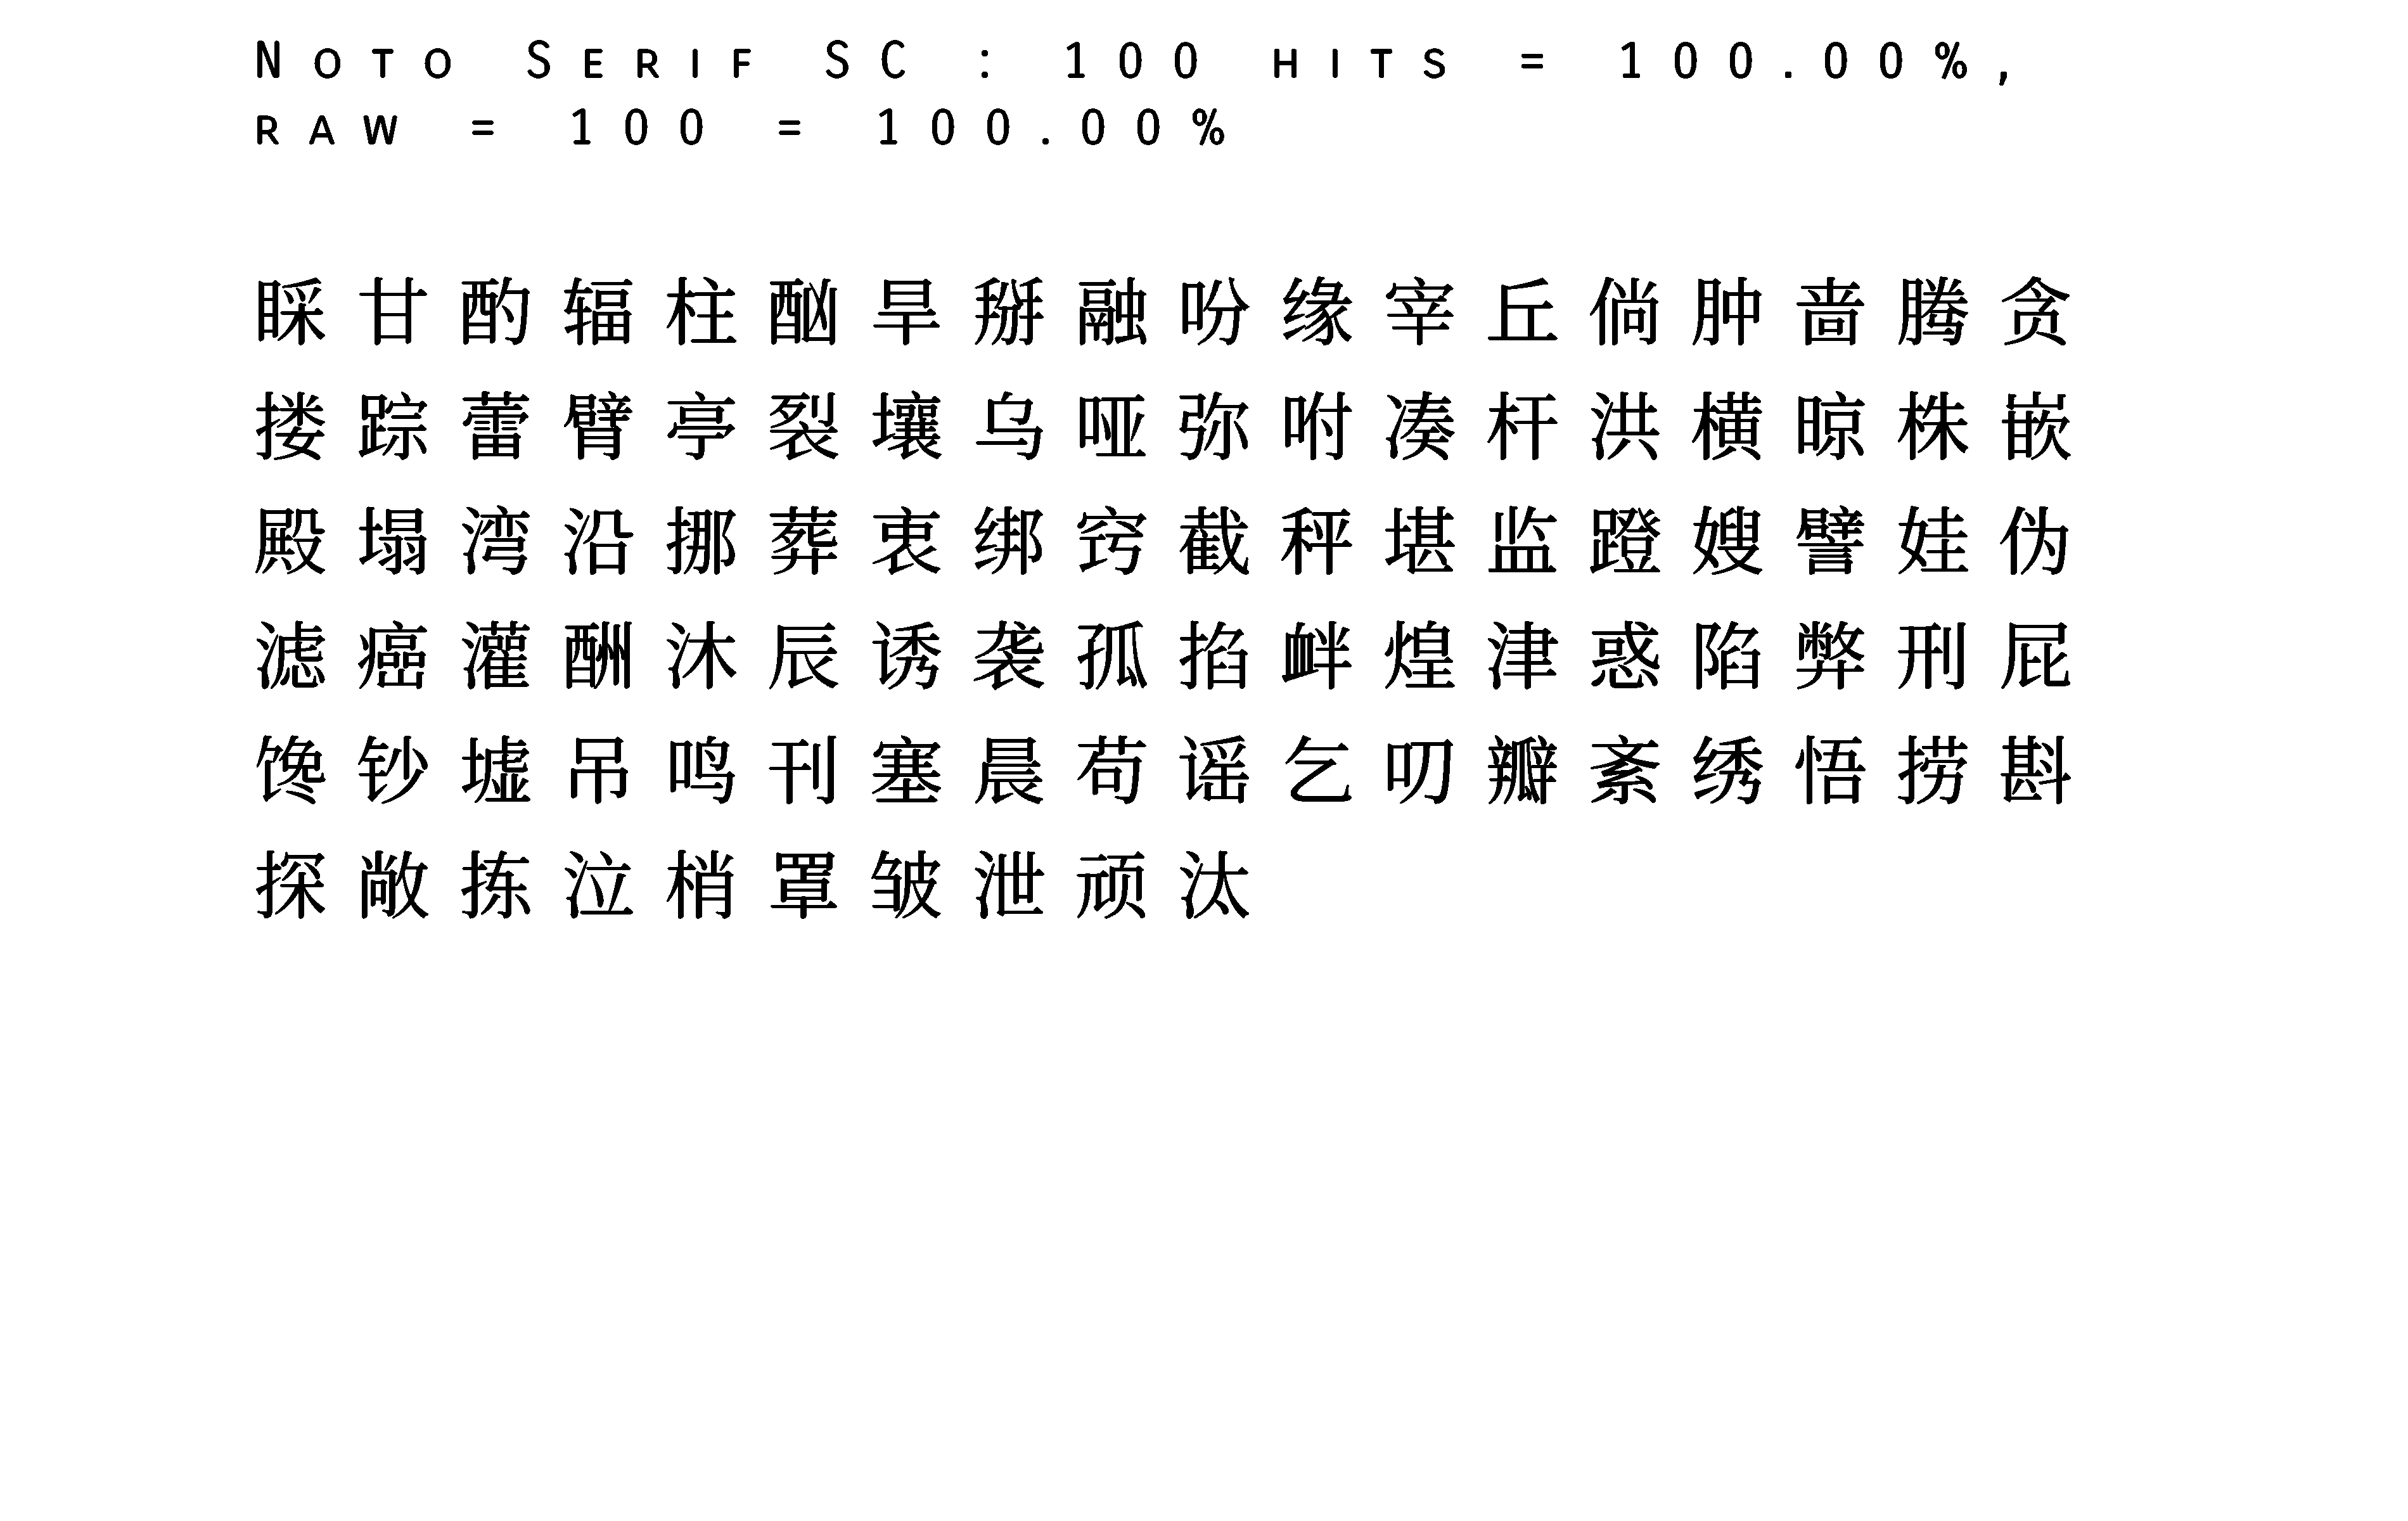 Noto Serif SC : 100 hits = 100.00%,
raw = 100 = 100.00%
睬甘酌辐柱酗旱掰融吩缘宰丘倘肿啬腾贪
搂踪蕾臂亭裂壤乌哑弥咐凑杆洪横晾株嵌
殿塌湾沿挪葬衷绑窍截秤堪监蹬嫂譬娃伪
滤癌灌酬沐辰诱袭孤掐衅煌津惑陷弊刑屁
馋钞墟吊鸣刊塞晨苟谣乞叨瓣紊绣悟捞斟
探敞拣泣梢罩皱泄顽汰